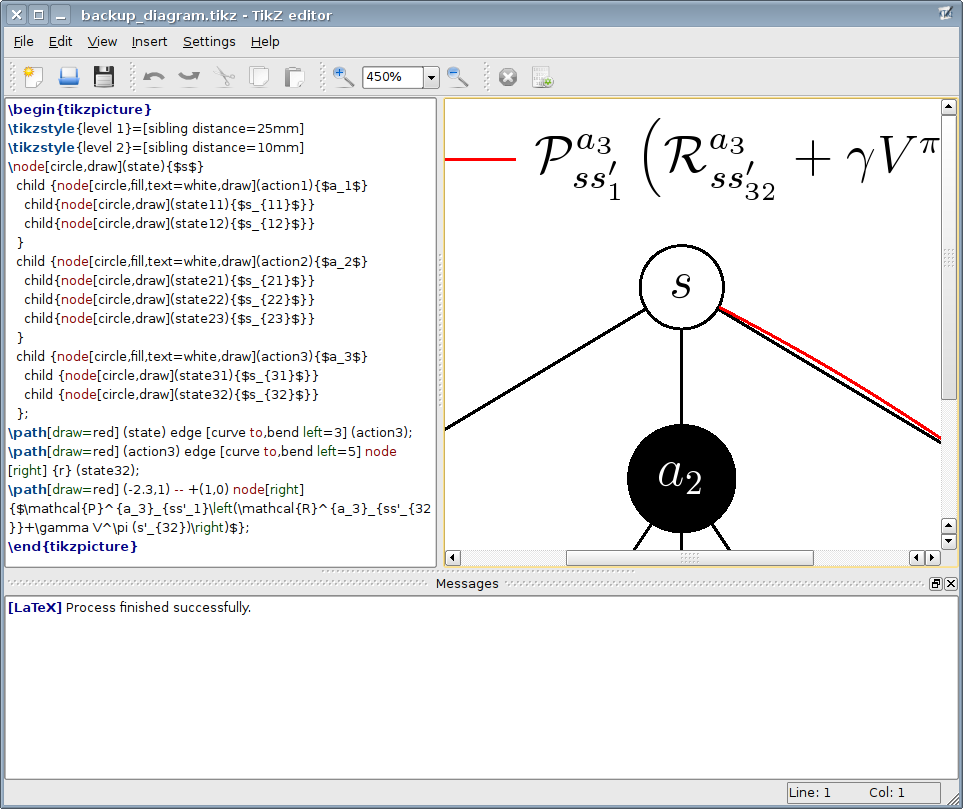 backup_diagram.tikz - TikZ editor
File Edit View Insert Settings Help
450%
\begin{tikzpicture}
\tikzstyle{level 1}=[sibling distance=25mm]
\tikzstyle{level 2}=[sibling distance=10mm]
\node[circle,draw](state){$s$}
  child {node[circle,fill,text=white,draw](action1){$a_1$}
    child{node[circle,draw](state11){$s_{11}$}}
    child{node[circle,draw](state12){$s_{12}$}}
  }
  child {node[circle,fill,text=white,draw](action2){$a_2$}
    child{node[circle,draw](state21){$s_{21}$}}
    child{node[circle,draw](state22){$s_{22}$}}
    child{node[circle,draw](state23){$s_{23}$}}
  }
  child {node[circle,fill,text=white,draw](action3){$a_3$}
    child {node[circle,draw](state31){$s_{31}$}}
    child {node[circle,draw](state32){$s_{32}$}}
  };
\path[draw=red] (state) edge [curve to,bend left=3] (action3);
\path[draw=red] (action3) edge [curve to,bend left=5] node
[right] {r} (state32);
\path[draw=red] (-2.3,1) -- +(1,0) node[right]
{$\mathcal{P}^{a_3}_{ss'_1}\left(\mathcal{R}^{a_3}_{ss'_{32
}}+\gamma V^\pi (s'_{32})\right)$};
\end{tikzpicture}
𝒫^{a_3}_{ss'_1} (ℛ^{a_3}_{ss'_{32}} + γV^π
s
a_2
Messages
[LaTeX] Process finished successfully.
Line: 1 Col: 1